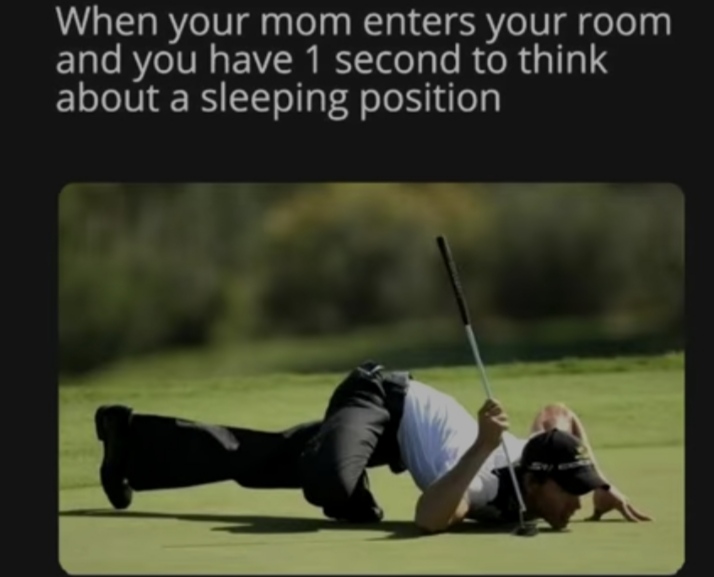 When your mom enters your room
and you have 1 second to think
about a sleeping position